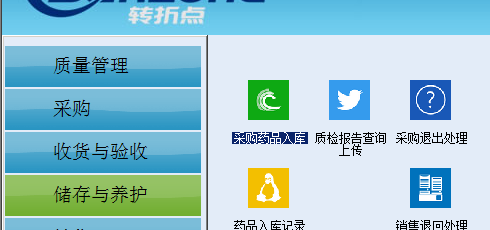 转折点
质量管理
采购
收货与验收
储存与养护
采购药品入库
质检报告查询
上传
采购退出处理
药品入库记录
销售退回处理